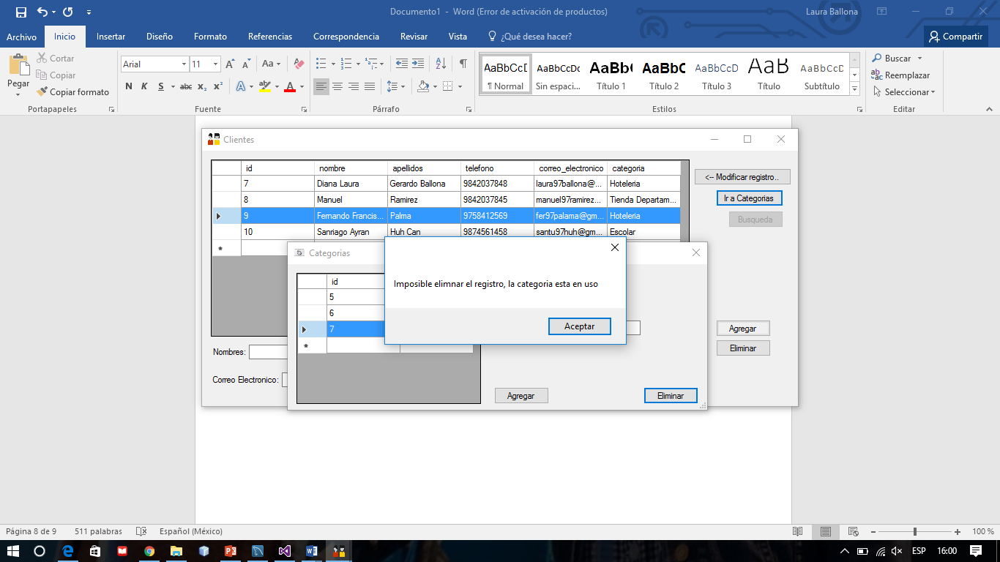 Documento1 - Word (Error de activación de productos)
Laura Ballona
Archivo Inicio Insertar Diseño Formato Referencias Correspondencia Revisar Vista ¿Qué desea hacer? Compartir
Pegar
Cortar
Copiar
Copiar formato
Portapapeles
Arial 11 Aa
N K S abc x₂ x² A A
Fuente
Párrafo
AaBbCcD AaBbCcDc AaBb( AaBbC AaBbCcD AaB AaBbCcD
¶ Normal Sin espaci... Título 1 Título 2 Título 3 Título Subtítulo
Estilos
Buscar
Reemplazar
Seleccionar
Editar
Clientes
id nombre apellidos telefono correo_electronico categoria
7 Diana Laura Gerardo Ballona 9842037848 laura97ballona@... Hoteleria
8 Manuel Ramirez 9842037845 manuel97ramirez... Tienda Departam...
9 Fernando Francis... Palma 9758412569 fer97palama@gm... Hoteleria
10 Sanriago Ayran Huh Can 9874561458 santu97huh@gm... Escolar
<-- Modificar registro..
Ir a Categorias
Busqueda
Agregar
Eliminar
Nombres:
Correo Electronico:
Categorias
id
5
6
7
Agregar
Eliminar
Imposible elimnar el registro, la categoria esta en uso
Aceptar
Página 8 de 9 511 palabras Español (México) 100 %
ESP 16:00